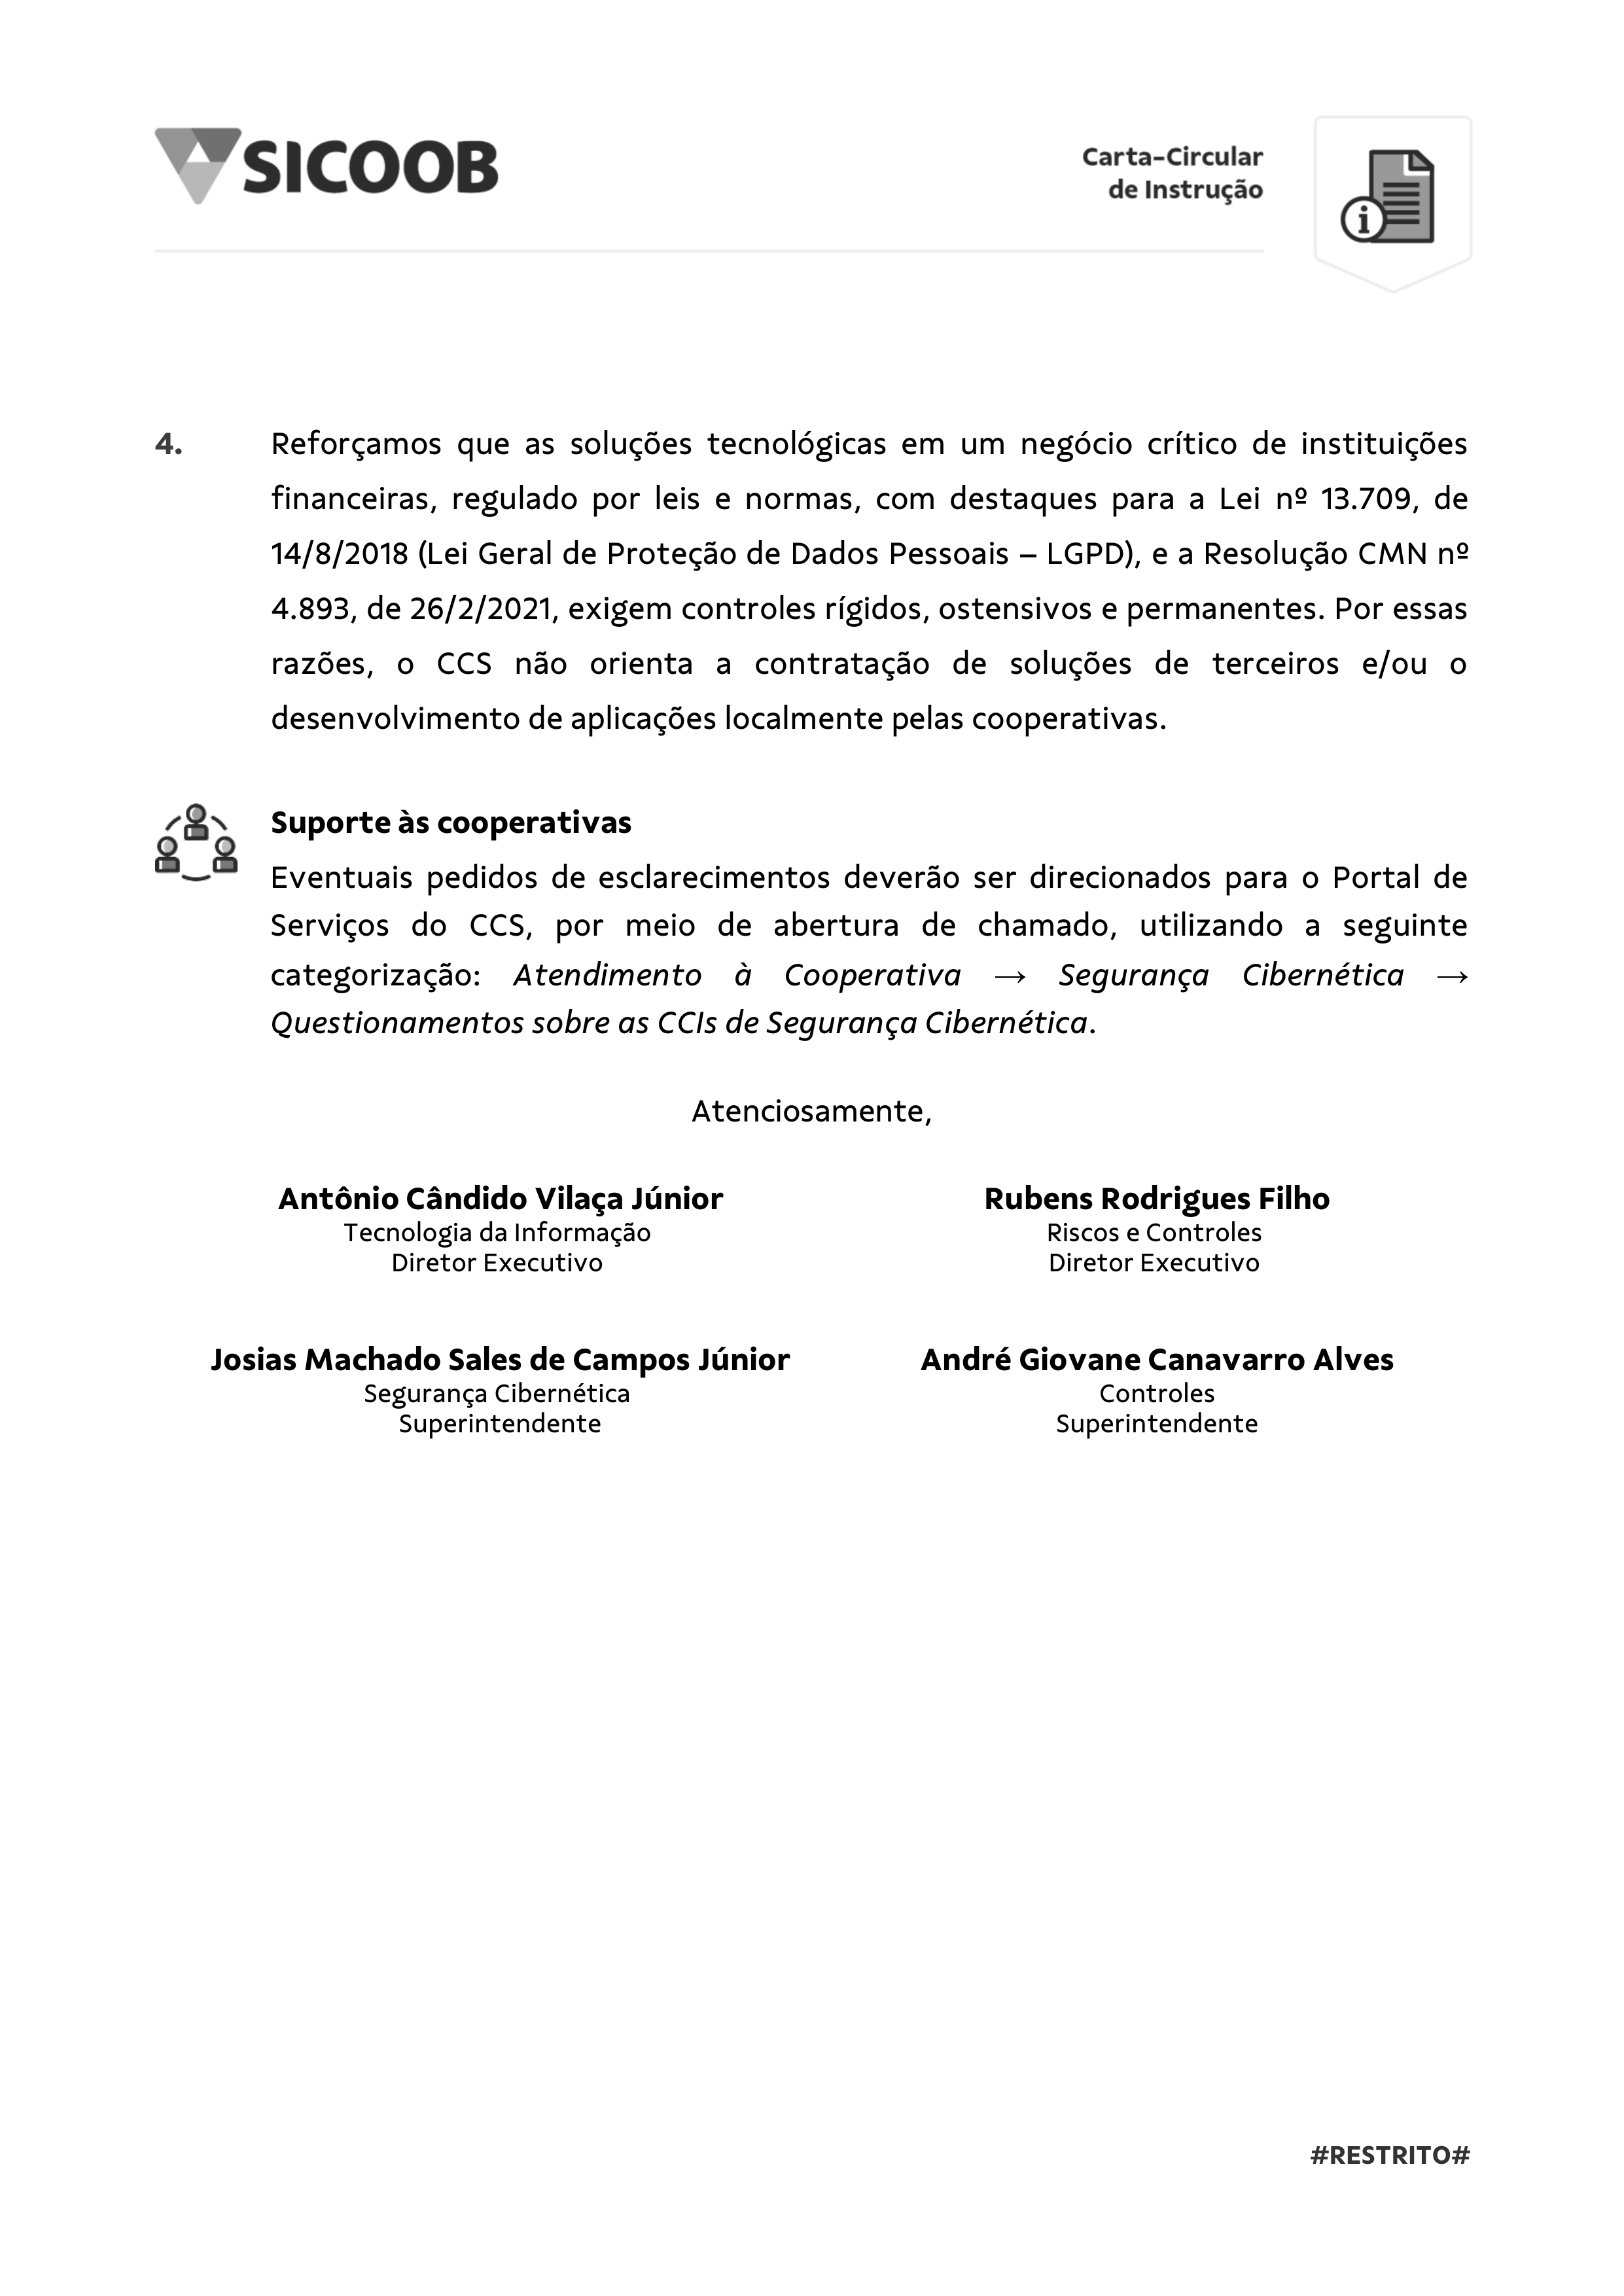 SICOOB
Carta-Circular
de Instrução
4. Reforçamos que as soluções tecnológicas em um negócio crítico de instituições
financeiras, regulado por leis e normas, com destaques para a Lei nº 13.709, de
14/8/2018 (Lei Geral de Proteção de Dados Pessoais – LGPD), e a Resolução CMN nº
4.893, de 26/2/2021, exigem controles rígidos, ostensivos e permanentes. Por essas
razões, o CCS não orienta a contratação de soluções de terceiros e/ou o
desenvolvimento de aplicações localmente pelas cooperativas.
Suporte às cooperativas
Eventuais pedidos de esclarecimentos deverão ser direcionados para o Portal de
Serviços do CCS, por meio de abertura de chamado, utilizando a seguinte
categorização: Atendimento à Cooperativa → Segurança Cibernética →
Questionamentos sobre as CCIs de Segurança Cibernética.
Atenciosamente,
Antônio Cândido Vilaça Júnior
Tecnologia da Informação
Diretor Executivo
Rubens Rodrigues Filho
Riscos e Controles
Diretor Executivo
Josias Machado Sales de Campos Júnior
Segurança Cibernética
Superintendente
André Giovane Canavarro Alves
Controles
Superintendente
#RESTRITO#